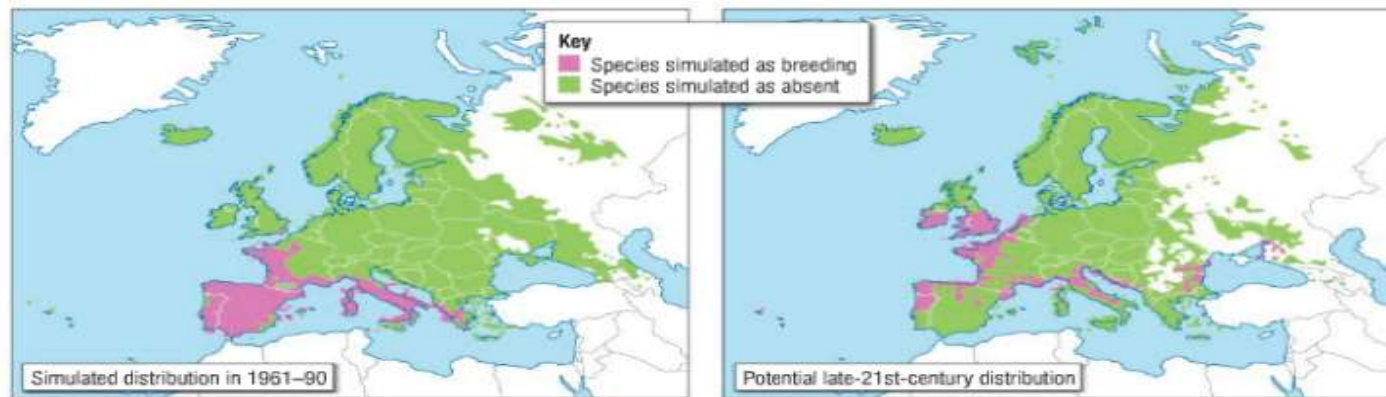 Key
Species simulated as breeding
Species simulated as absent
Simulated distribution in 1961–90
Potential late-21st-century distribution